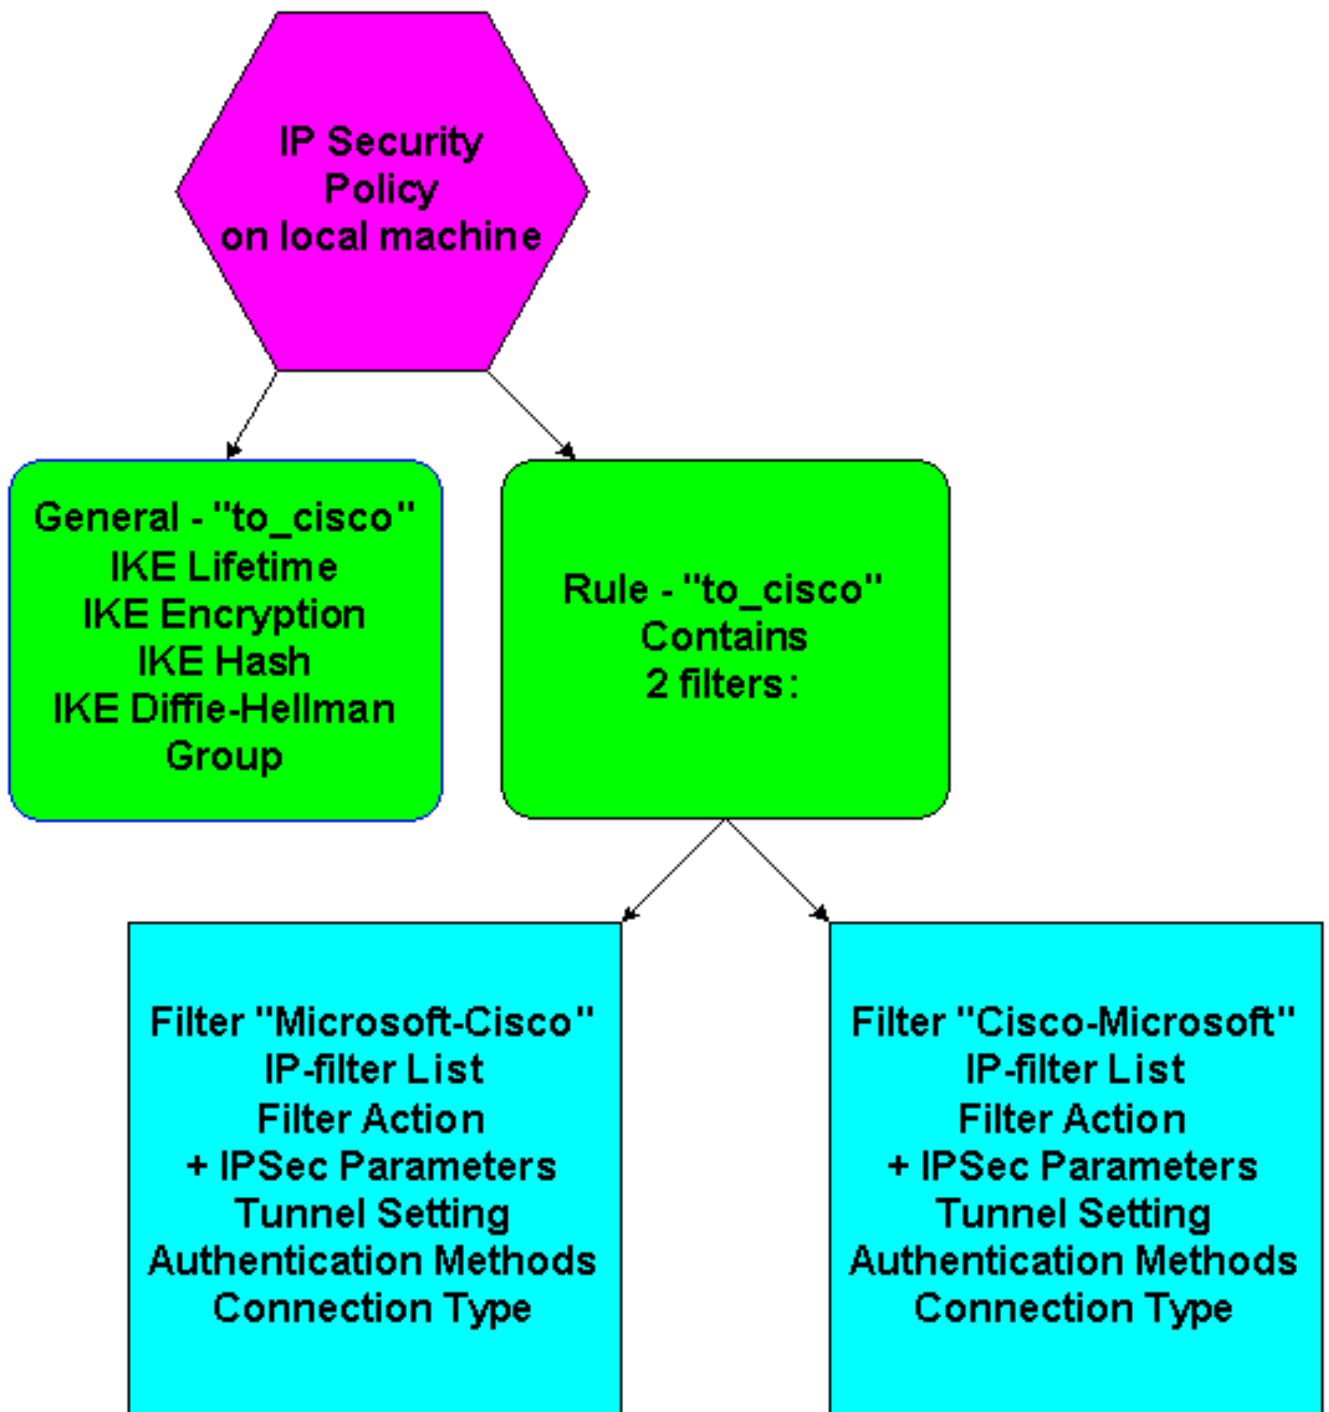 IP Security
Policy
on local machine
General - "to_cisco"
IKE Lifetime
IKE Encryption
IKE Hash
IKE Diffie-Hellman
Group
Rule - "to_cisco"
Contains
2 filters:
Filter "Microsoft-Cisco"
IP-filter List
Filter Action
+ IPSec Parameters
Tunnel Setting
Authentication Methods
Connection Type
Filter "Cisco-Microsoft"
IP-filter List
Filter Action
+ IPSec Parameters
Tunnel Setting
Authentication Methods
Connection Type